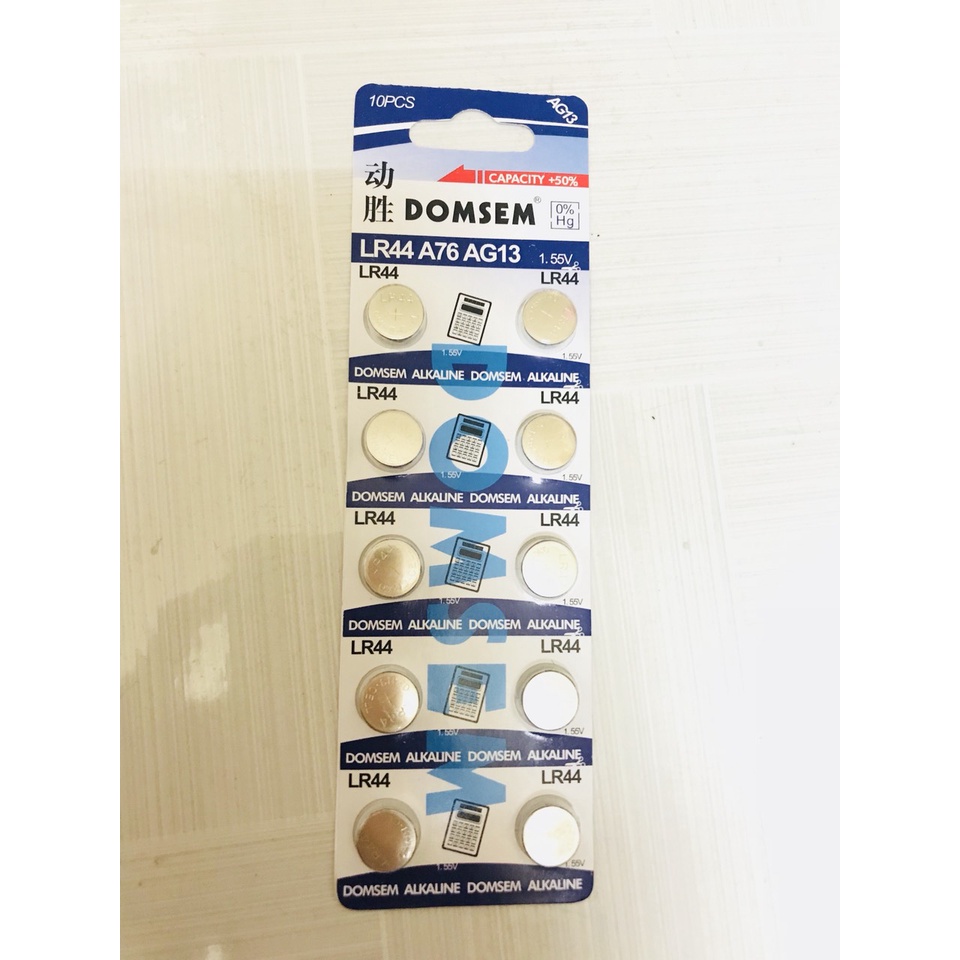 10PCS
AG13
CAPACITY +50%
动胜 DOMSEM®
0% Hg
LR44 A76 AG13 1.55V
LR44 LR44
1.55V 1.55V
DOMSEM ALKALINE DOMSEM ALKALINE
LR44 LR44
1.55V 1.55V
DOMSEM ALKALINE DOMSEM ALKALINE
LR44 LR44
1.55V 1.55V
DOMSEM ALKALINE DOMSEM ALKALINE
LR44 LR44
1.55V 1.55V
DOMSEM ALKALINE DOMSEM ALKALINE
LR44 LR44
1.55V 1.55V
DOMSEM ALKALINE DOMSEM ALKALINE
DOMSEM